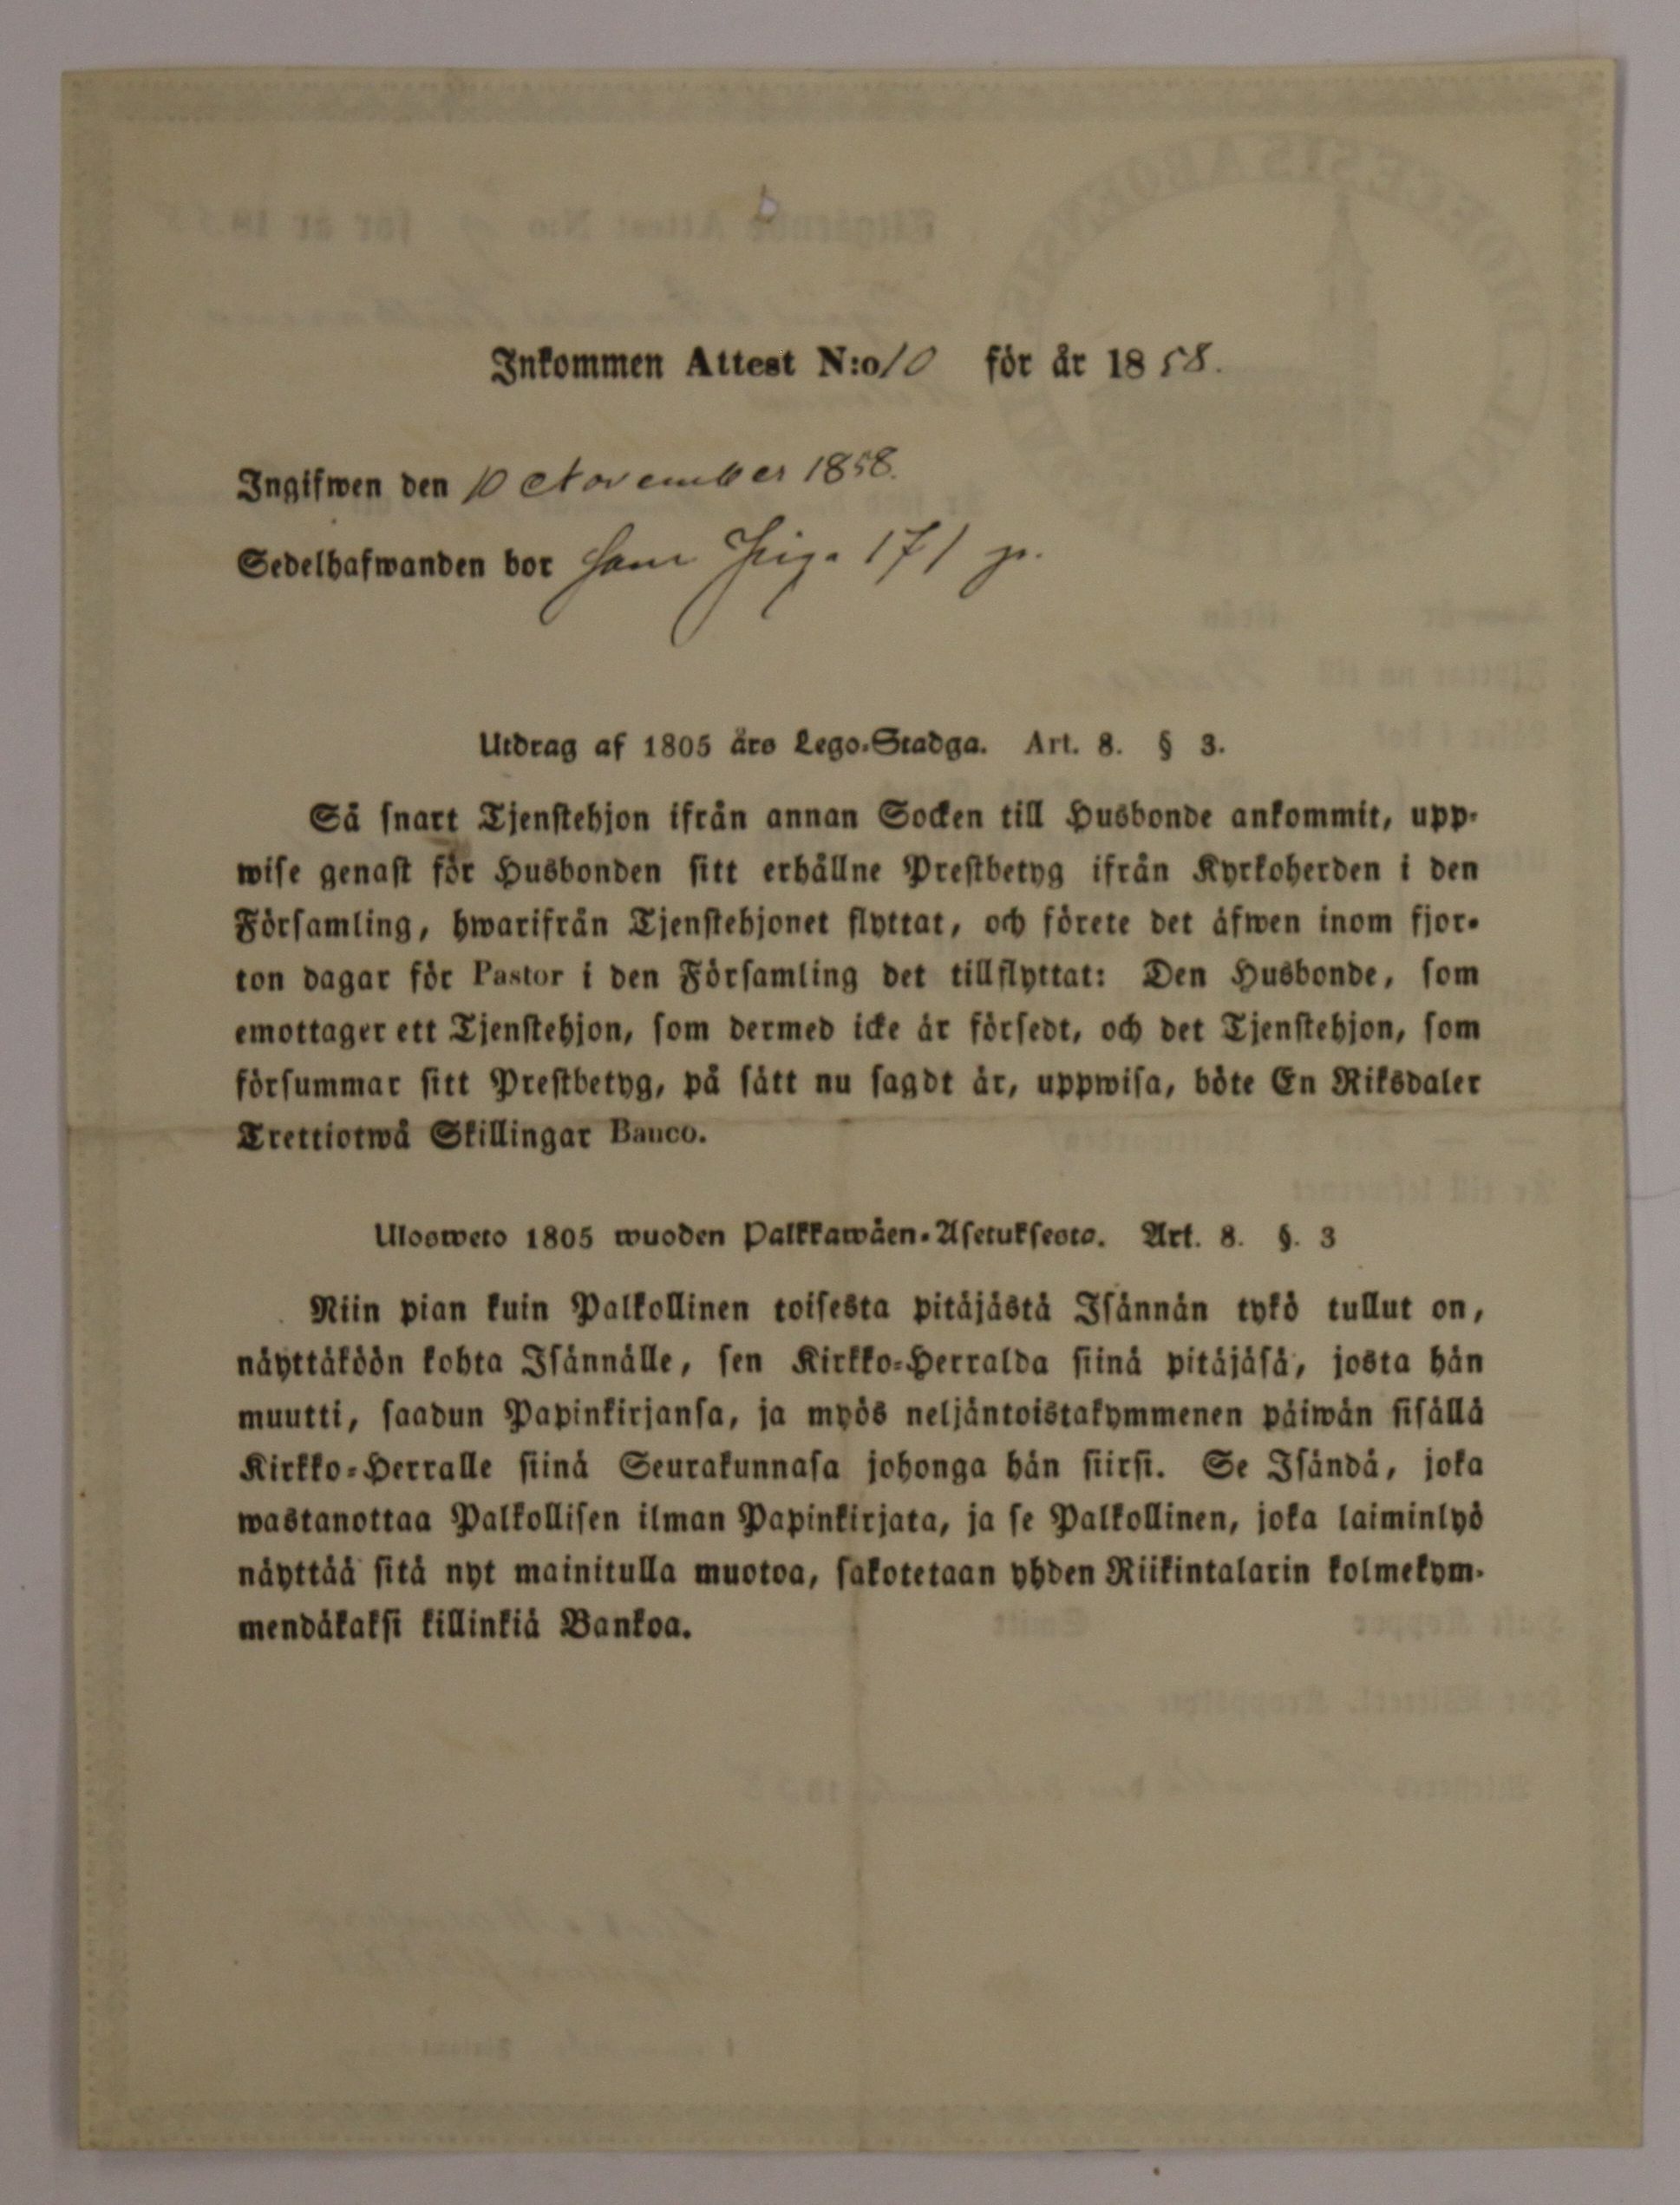 Inkommen Attest N:o 10 för år 1858.
Ingifwen den 10 November 1858.
Sedelhafwanden bor som Piga 171 p.
Utdrag af 1805 års Lego-Stadga. Art. 8. § 3.
Så snart Tjenstehjon ifrån annan Socken till Husbonde ankommit, upp-
wise genast för Husbonden sitt erhållne Prestbetyg ifrån Kyrkoherden i den
Församling, hwarifrån Tjenstehjonet flyttat, och förete det äfwen inom fjor-
ton dagar för Pastor i den Församling det tillflyttat: Den Husbonde, som
emottager ett Tjenstehjon, som dermed icke är försedt, och det Tjenstehjon, som
försummar sitt Prestbetyg, på sätt nu sagdt är, uppwisa, böte En Riksdaler
Trettiotwå Skillingar Banco.
Ulosweto 1805 wuoden Palkkawäen-Asetuksesta. Art. 8. §. 3
Niin pian kuin Palkollinen toisesta pitäjästä Isännän tykö tullut on,
näyttäköön kohta Isännälle, sen Kirkko-Herralda siinä pitäjäsä, josta hän
muutti, saadun Papinkirjansa, ja myös neljäntoistakymmenen päiwän sisällä
Kirkko-Herralle siinä Seurakunnasa johonga hän siirsi. Se Isändä, joka
wastanottaa Palkollisen ilman Papinkirjata, ja se Palkollinen, joka laiminlyö
näyttää sitä nyt mainitulla muotoa, sakotetaan yhden Riikintalarin kolmekym-
mendäkaksi killinkiä Bankoa.